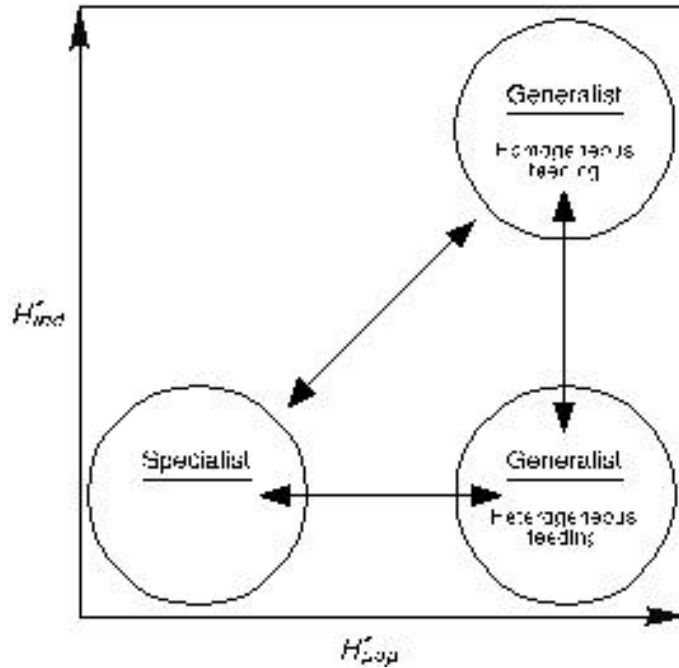 Generalist
Homogeneous
feeding
H'ind
Specialist
Generalist
Heterogeneous
feeding
H'pop